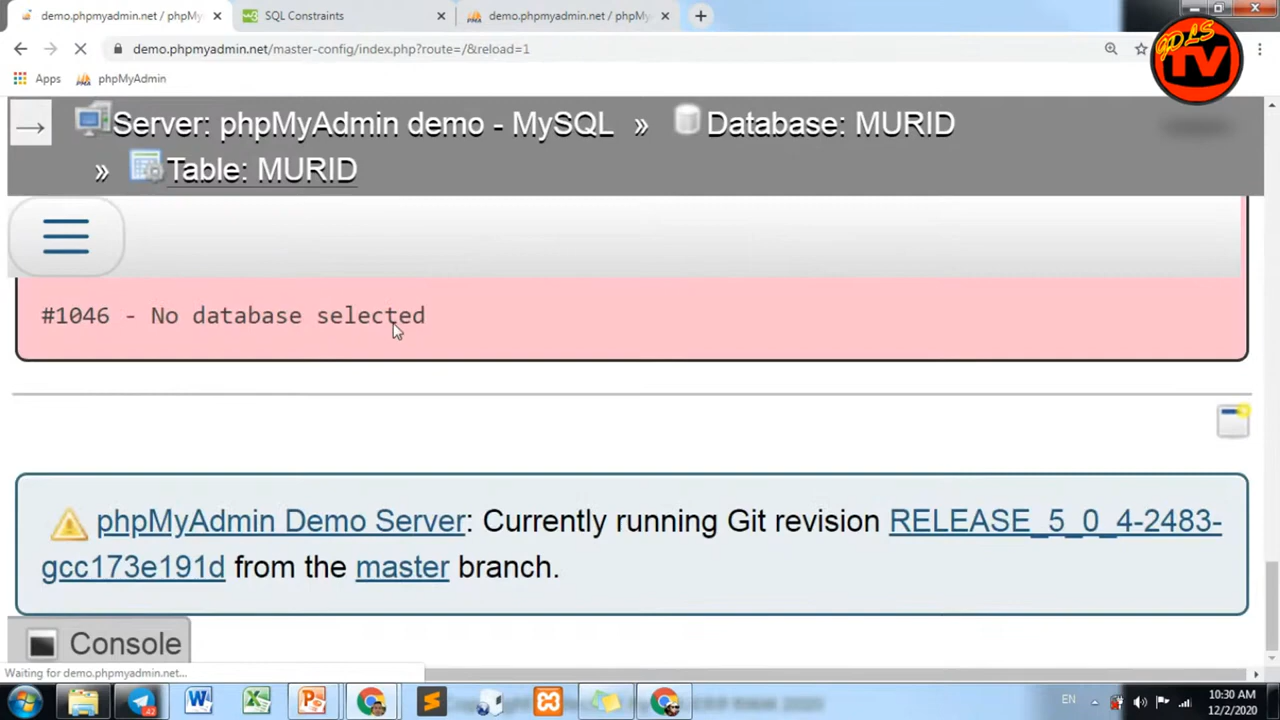 demo.phpmyadmin.net / phpMy
SQL Constraints
demo.phpmyadmin.net / phpMy
demo.phpmyadmin.net/master-config/index.php?route=/&reload=1
Apps
phpMyAdmin
GDLS
TV
Server: phpMyAdmin demo - MySQL » Database: MURID
» Table: MURID
#1046 - No database selected
phpMyAdmin Demo Server: Currently running Git revision RELEASE_5_0_4-2483-
gcc173e191d from the master branch.
Console
Waiting for demo.phpmyadmin.net...
EN
10:30 AM
12/2/2020